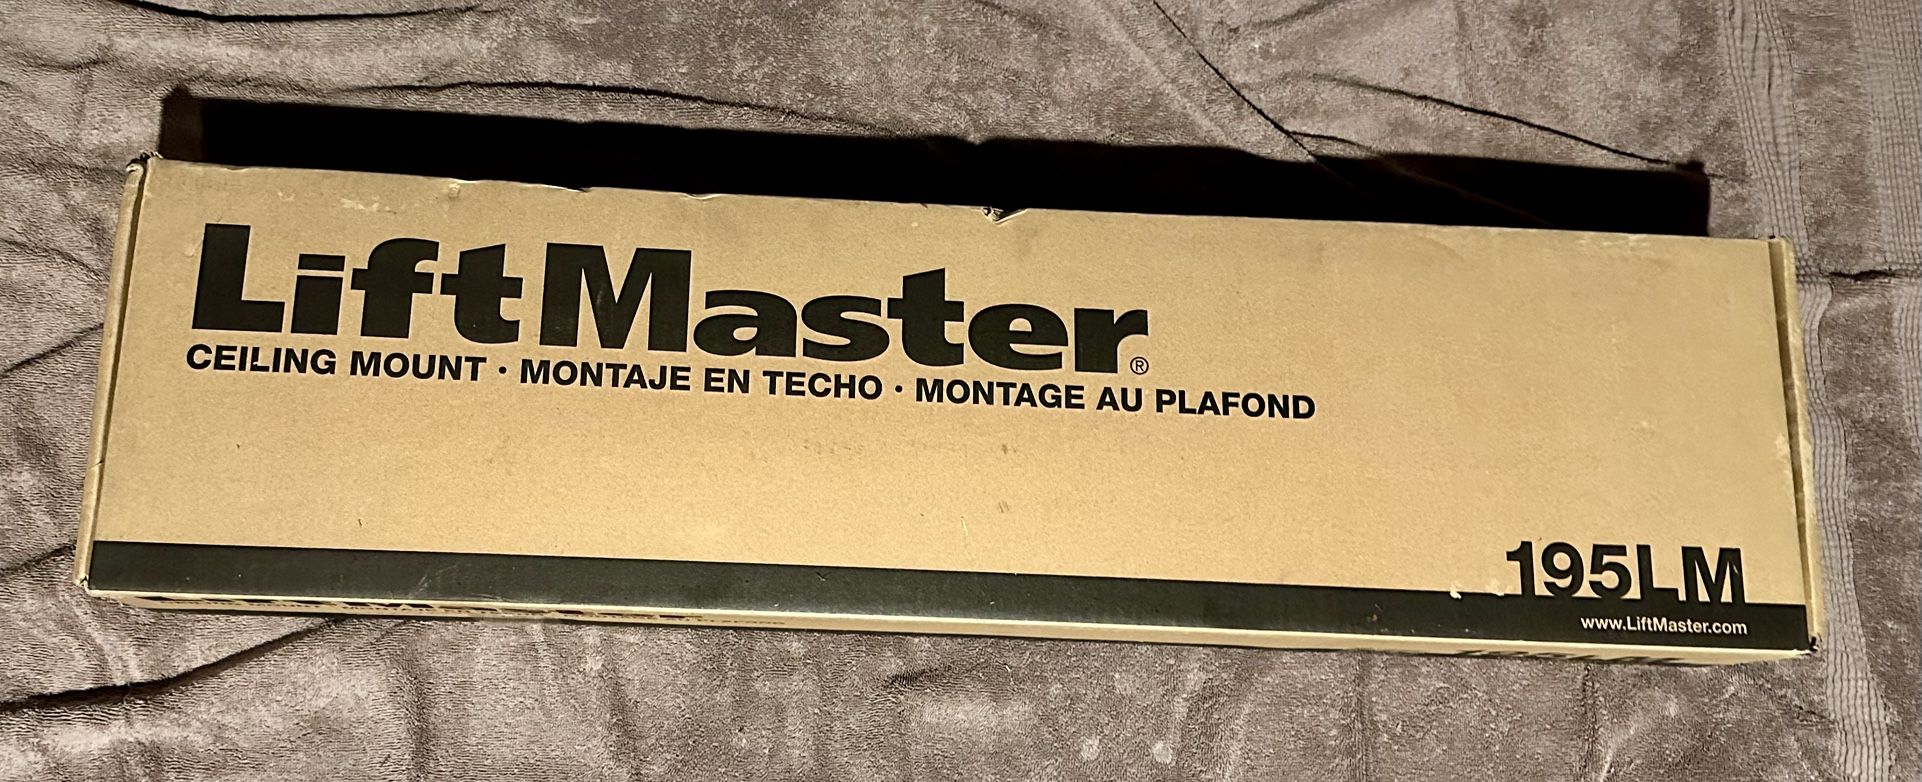 LiftMaster®
CEILING MOUNT · MONTAJE EN TECHO · MONTAGE AU PLAFOND
195LM
www.LiftMaster.com